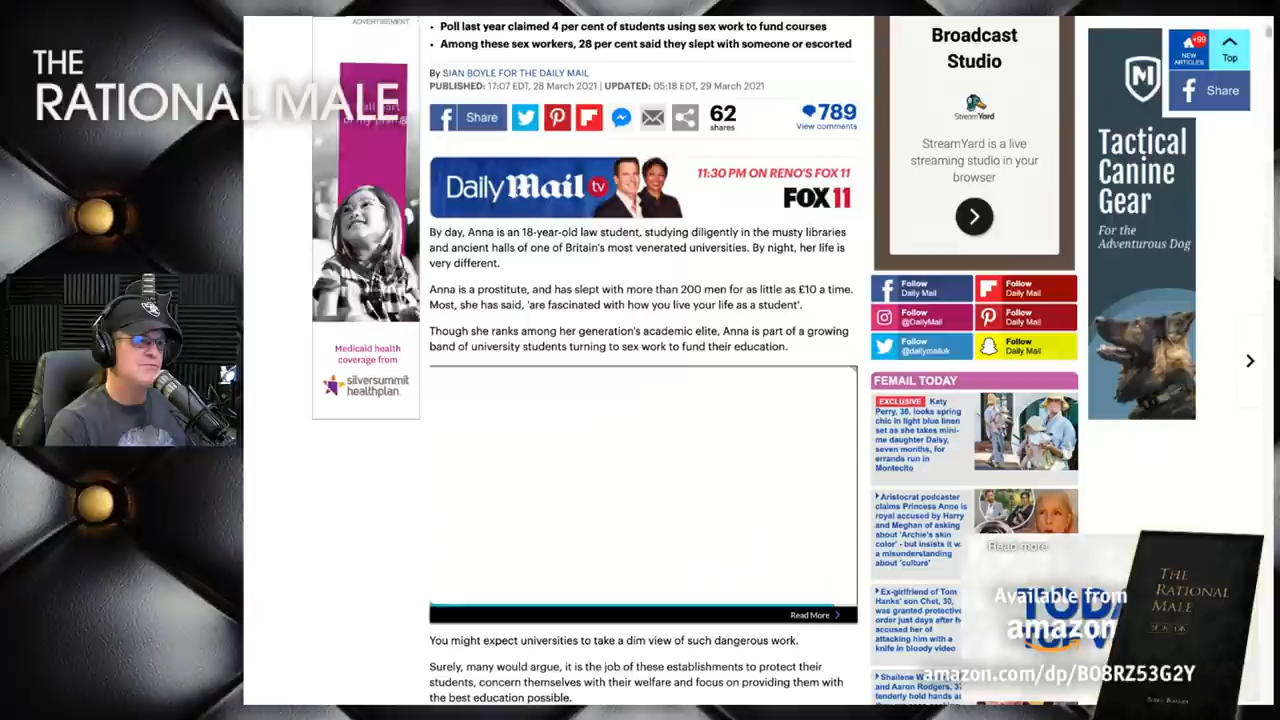 THE
RATIONAL MALE
ADVERTISEMENT
Medicaid health
coverage from
silversummit
healthplan
• Poll last year claimed 4 per cent of students using sex work to fund courses
• Among these sex workers, 28 per cent said they slept with someone or escorted
By SIAN BOYLE FOR THE DAILY MAIL
PUBLISHED: 17:07 EDT, 28 March 2021 | UPDATED: 05:18 EDT, 29 March 2021
Share
62
shares
789
View comments
Daily Mail tv
11:30 PM ON RENO'S FOX 11
FOX 11
By day, Anna is an 18-year-old law student, studying diligently in the musty libraries
and ancient halls of one of Britain's most venerated universities. By night, her life is
very different.
Anna is a prostitute, and has slept with more than 200 men for as little as £10 a time.
Most, she has said, 'are fascinated with how you live your life as a student'.
Though she ranks among her generation's academic elite, Anna is part of a growing
band of university students turning to sex work to fund their education.
Read More
You might expect universities to take a dim view of such dangerous work.
Surely, many would argue, it is the job of these establishments to protect their
students, concern themselves with their welfare and focus on providing them with
the best education possible.
Broadcast
Studio
StreamYard
StreamYard is a live
streaming studio in your
browser
Follow
Daily Mail
Follow
Daily Mail
Follow
@DailyMail
Follow
Daily Mail
Follow
@dailymailuk
Follow
Daily Mail
FEMAIL TODAY
EXCLUSIVE Katy
Perry, 36, looks spring
chic in light blue linen
set as she takes mini-
me daughter Daisy,
seven months, for
errands run in
Montecito
Aristocrat podcaster
claims Princess Anne is
royal accused by Harry
and Meghan of asking
about 'Archie's skin
color' - but insists it w
a misunderstanding
about 'culture'
Ex-girlfriend of Tom
Hanks' son Chet, 30,
was granted protective
order just days after h
accused her of
attacking him with a
knife in bloody video
Shailene W
and Aaron Rodgers, 37
tenderly hold hands a
Tactical
Canine
Gear
For the
Adventurous Dog
+99
NEW
ARTICLES
Top
Share
Read more
Available from
amazon
amazon.com/dp/B08RZ53G2Y
THE
RATIONAL
MALE